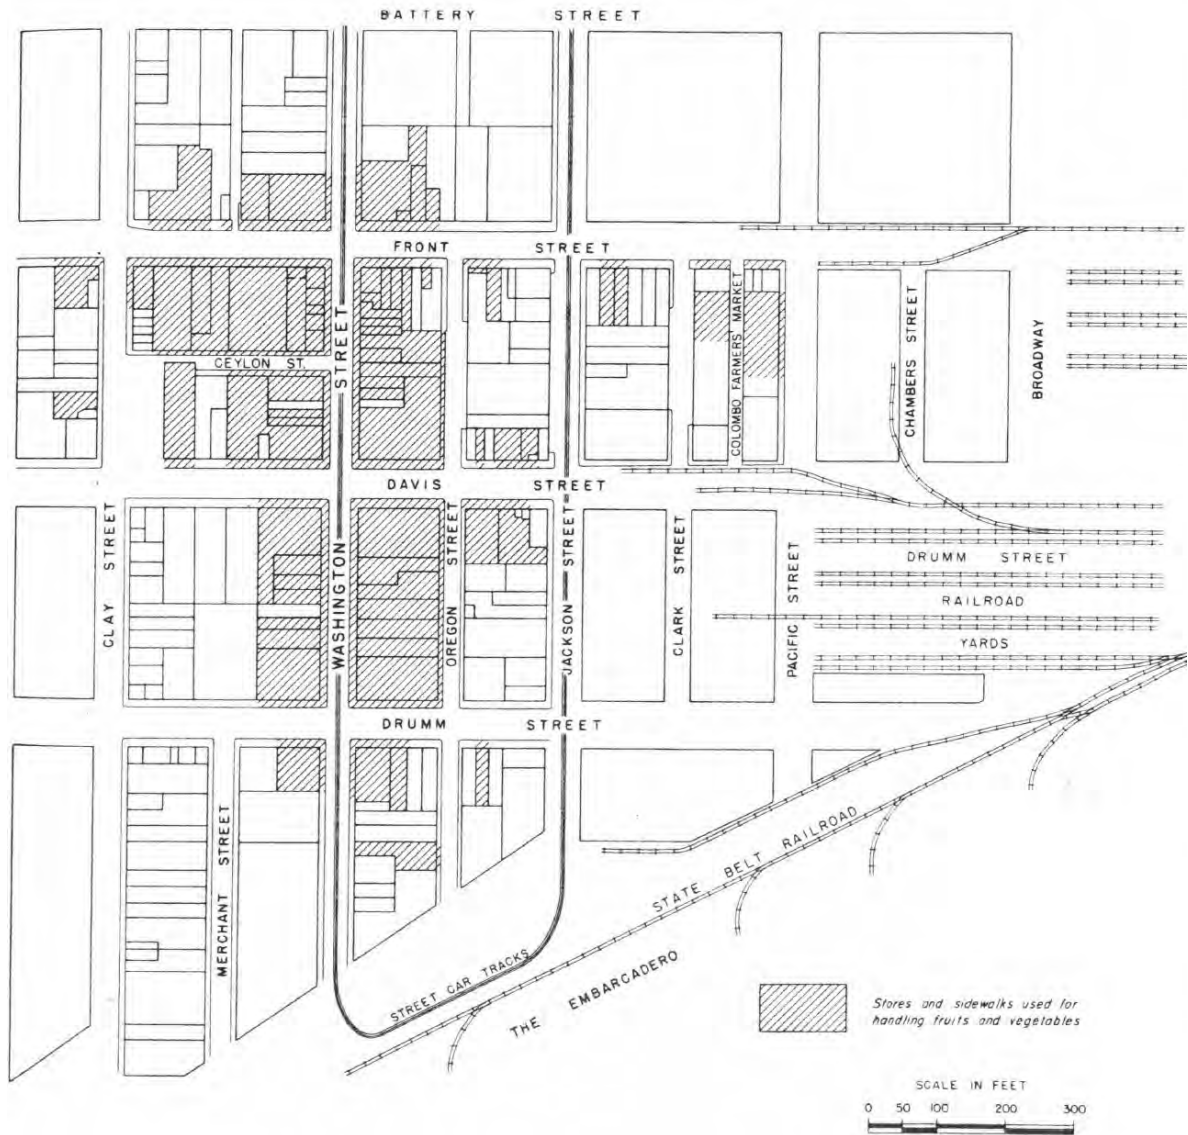 BATTERY STREET
FRONT STREET
CEYLON ST.
WASHINGTON STREET
COLOMBO FARMERS' MARKET
CHAMBERS STREET
BROADWAY
DAVIS STREET
CLAY STREET
OREGON STREET
JACKSON STREET
CLARK STREET
PACIFIC STREET
DRUMM STREET
RAILROAD
YARDS
DRUMM STREET
MERCHANT STREET
STATE BELT RAILROAD
STREET CAR TRACKS
THE EMBARCADERO
Stores and sidewalks used for
handling fruits and vegetables
SCALE IN FEET
0 50 100 200 300